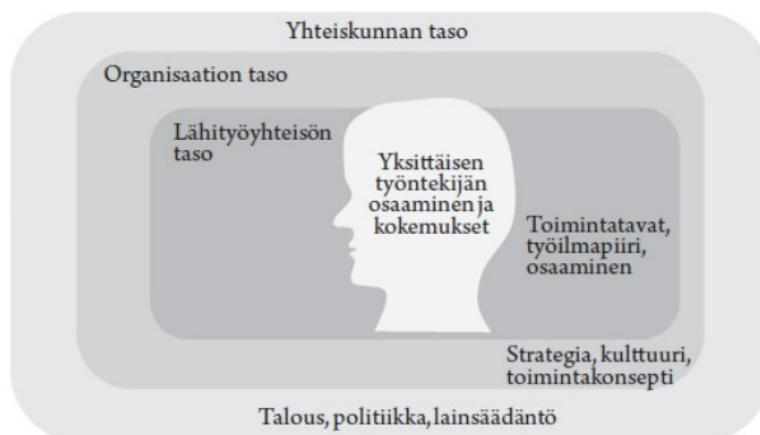 Yhteiskunnan taso
Organisaation taso
Lähityöyhteisön
taso
Yksittäisen
työntekijän
osaaminen ja
kokemukset
Toimintatavat,
työilmapiiri,
osaaminen
Strategia, kulttuuri,
toimintakonsepti
Talous, politiikka, lainsäädäntö